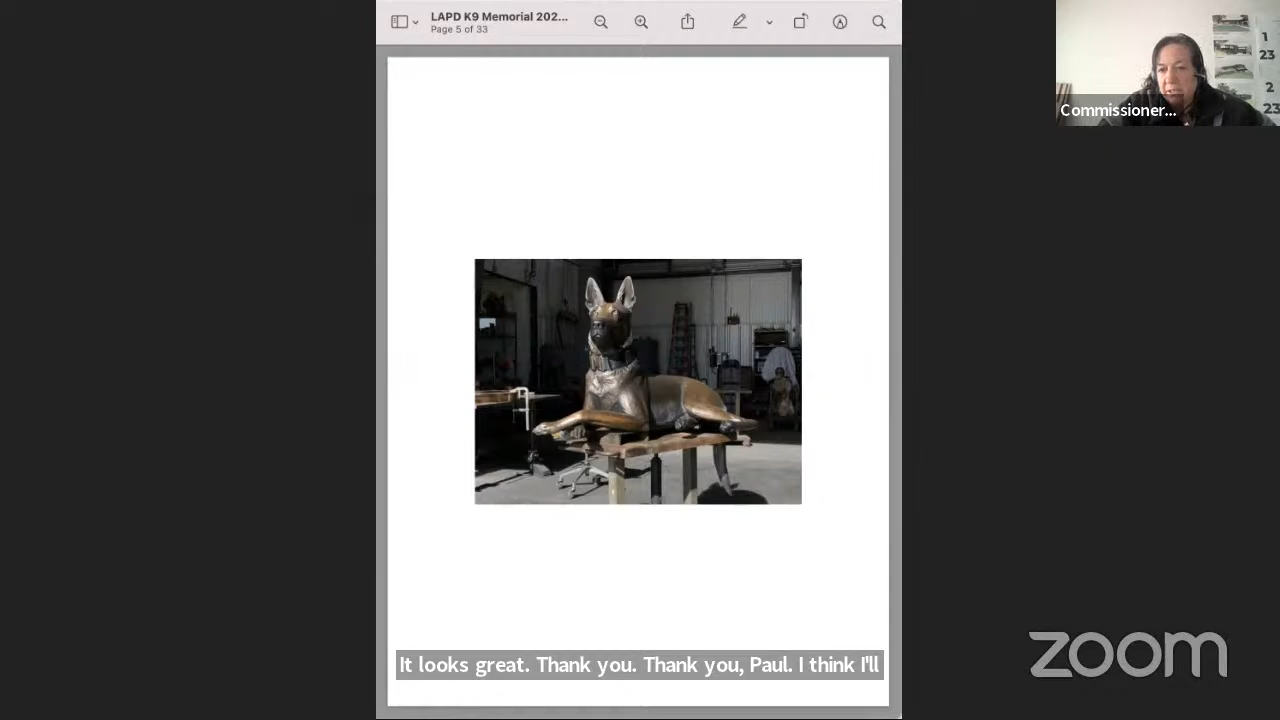 LAPD K9 Memorial 202...
Page 5 of 33
1
23
2
23
Commissioner...
It looks great. Thank you. Thank you, Paul. I think I'll
zoom